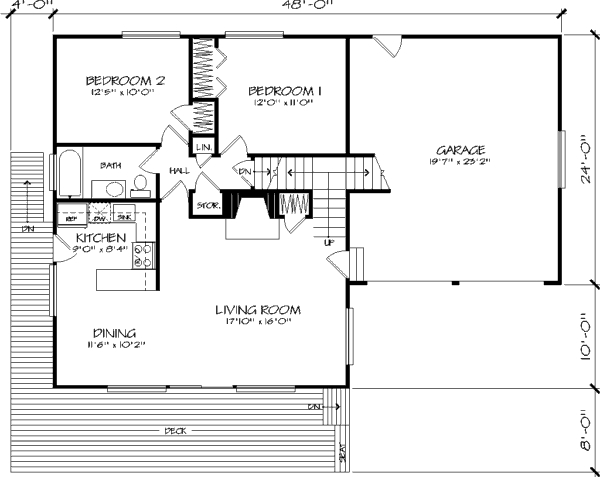 4'-0" 48'-0"
BEDROOM 2
12'5" x 10'0"
BEDROOM 1
12'0" x 11'0"
GARAGE
19'7" x 23'2"
24'-0"
LIN.
BATH
HALL
DN
STOR.
REF
DW
SNK
DN
KITCHEN
9'0" x 8'4"
UP
LIVING ROOM
17'10" x 16'0"
DINING
11'6" x 10'2"
10'-0"
DN
DECK
SEAT
8'-0"